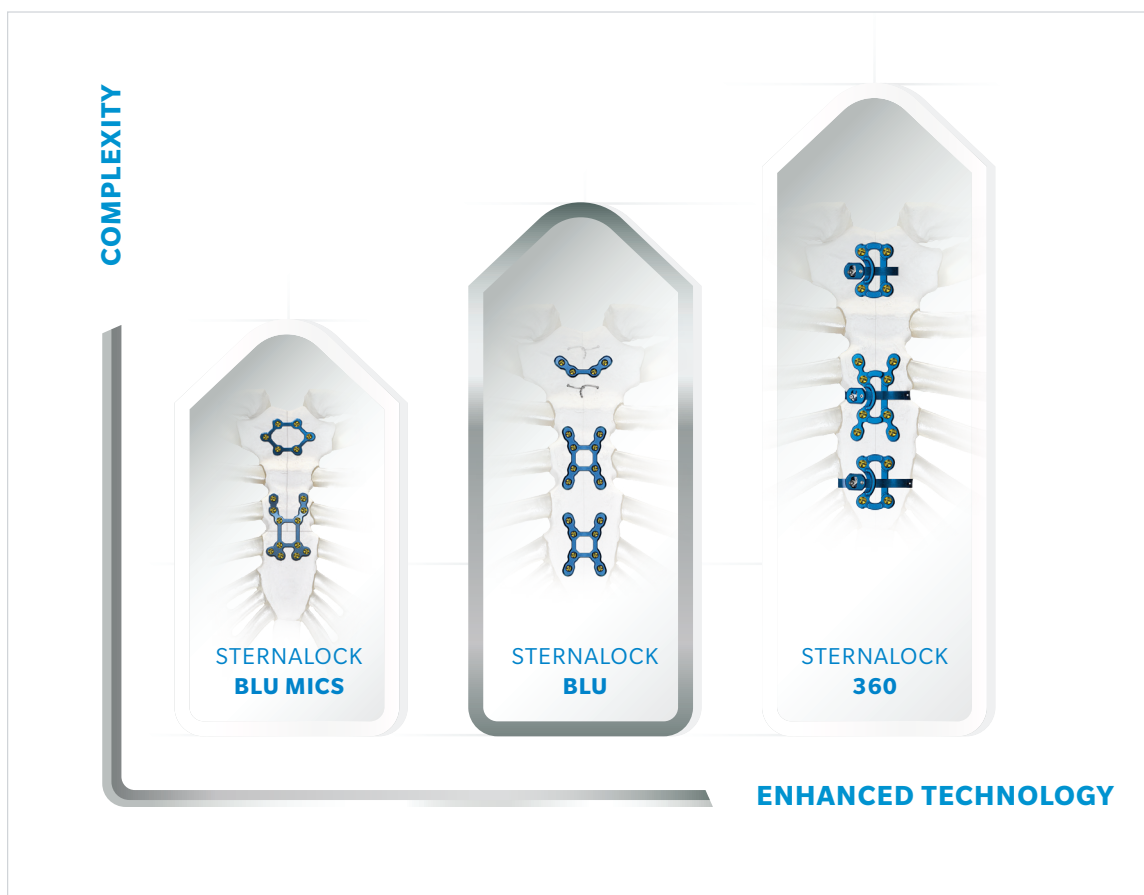 COMPLEXITY
STERNALOCK
BLU MICS
STERNALOCK
BLU
STERNALOCK
360
ENHANCED TECHNOLOGY